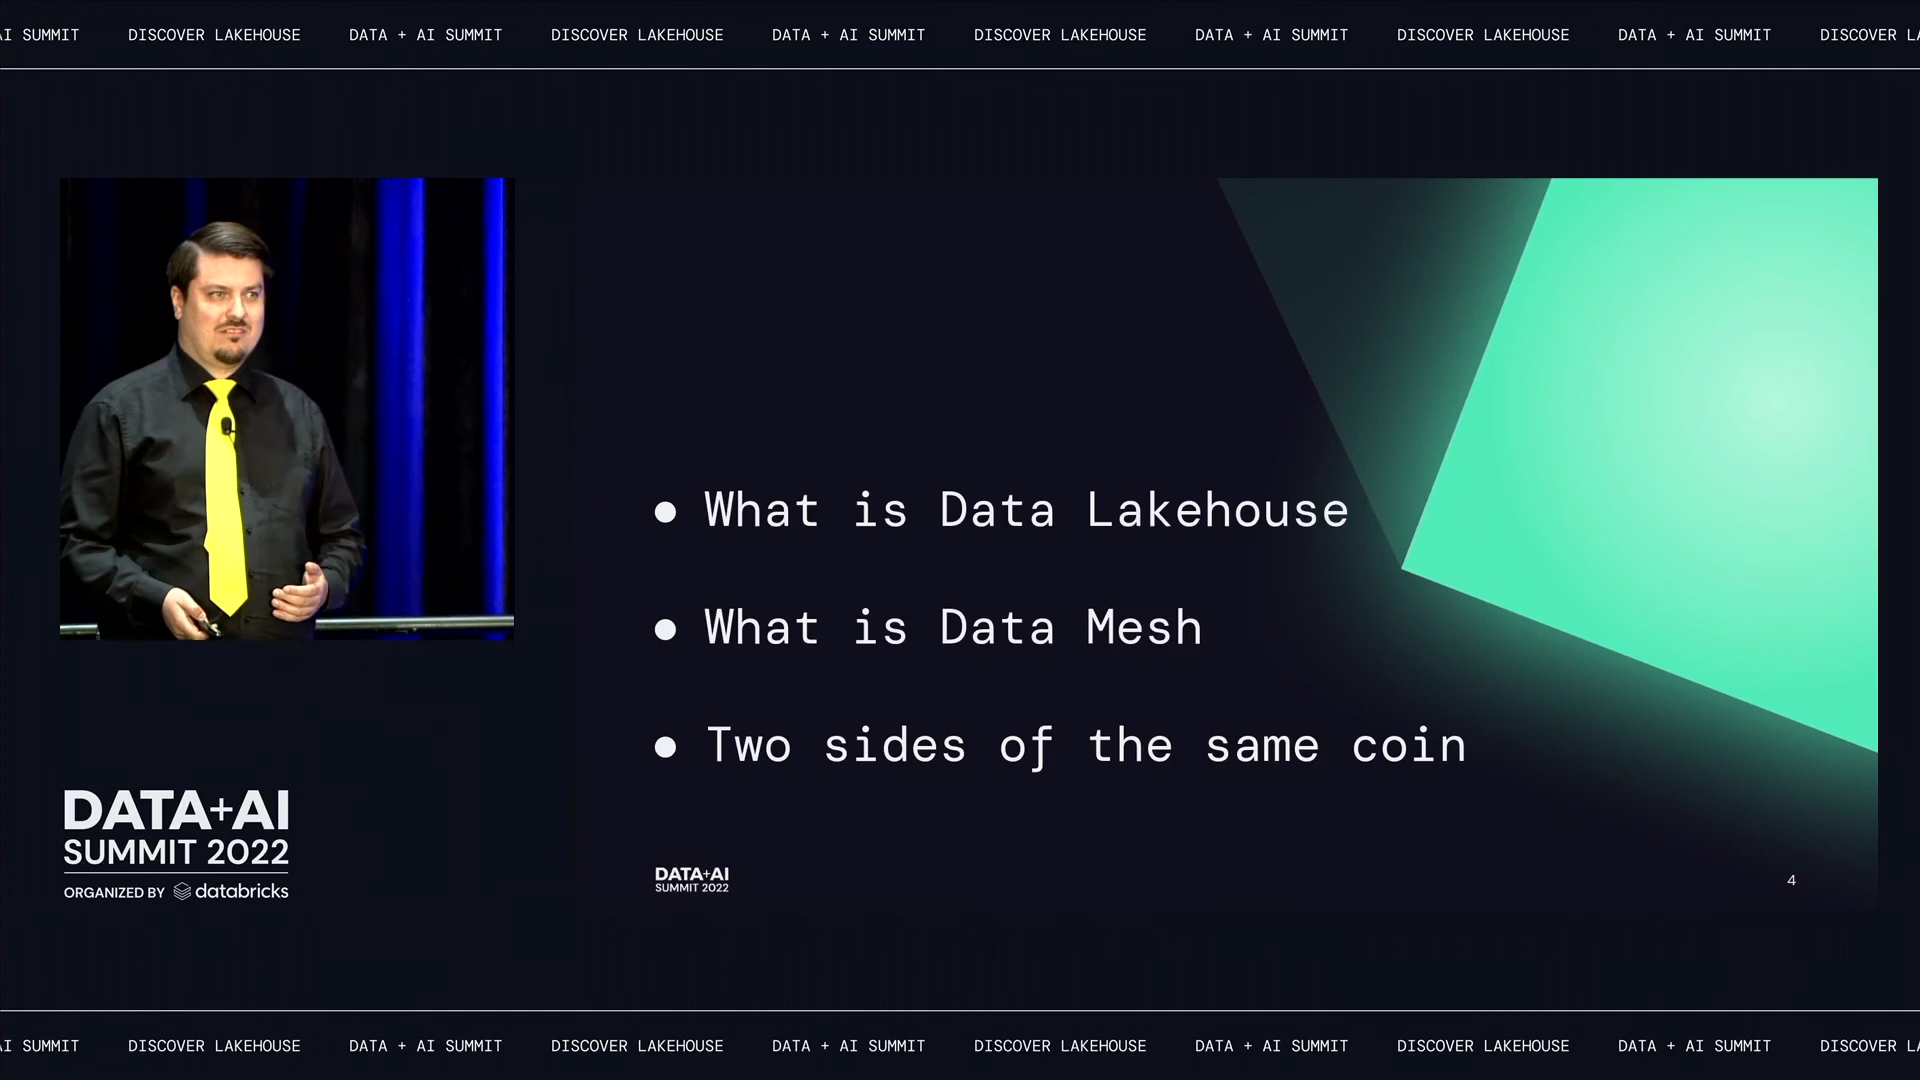 AI SUMMIT DISCOVER LAKEHOUSE DATA + AI SUMMIT DISCOVER LAKEHOUSE DATA + AI SUMMIT DISCOVER LAKEHOUSE DATA + AI SUMMIT DISCOVER LAKEHOUSE DATA + AI SUMMIT DISCOVER LA
• What is Data Lakehouse
• What is Data Mesh
• Two sides of the same coin
DATA+AI
SUMMIT 2022
ORGANIZED BY databricks
DATA+AI
SUMMIT 2022
4
AI SUMMIT DISCOVER LAKEHOUSE DATA + AI SUMMIT DISCOVER LAKEHOUSE DATA + AI SUMMIT DISCOVER LAKEHOUSE DATA + AI SUMMIT DISCOVER LAKEHOUSE DATA + AI SUMMIT DISCOVER LA